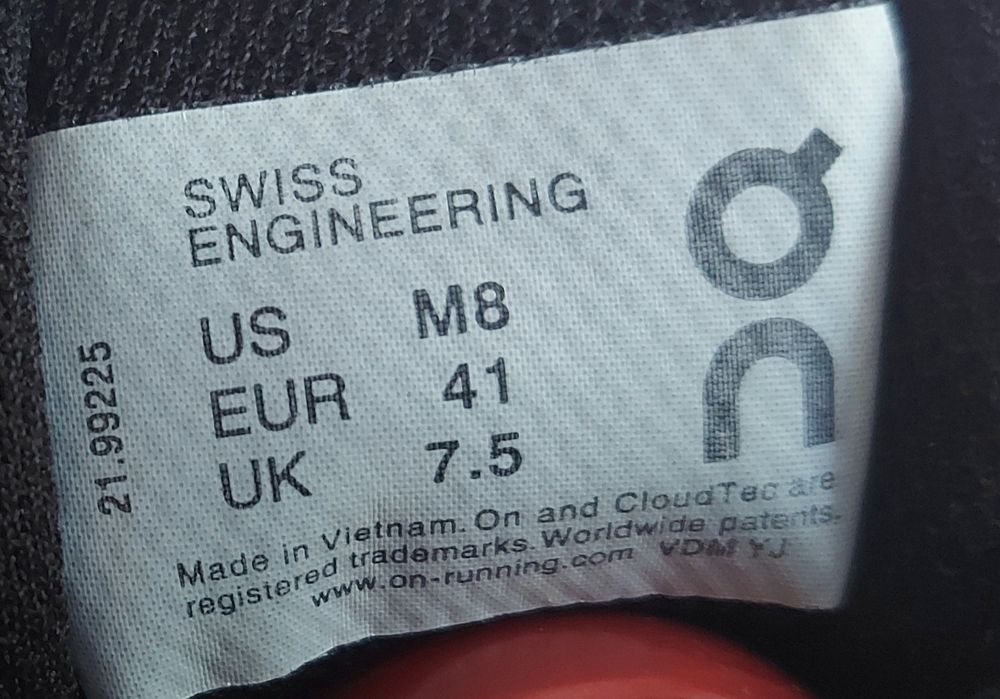 SWISS
ENGINEERING
US M8
EUR 41
UK 7.5
Made in Vietnam. On and CloudTec are
registered trademarks. Worldwide patents.
www.on-running.com VDM YJ
21.99225
On